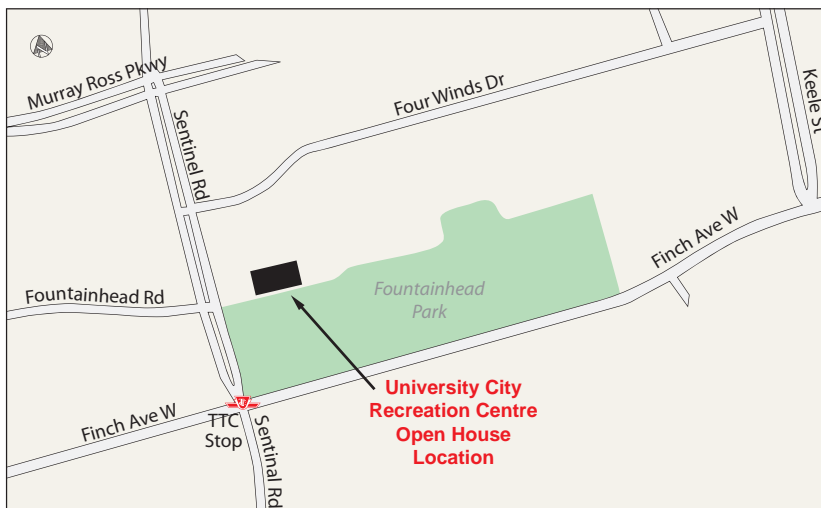 Murray Ross Pkwy
Sentinel Rd
Four Winds Dr
Keele St
Finch Ave W
Fountainhead Rd
Fountainhead
Park
University City
Recreation Centre
Open House
Location
Finch Ave W
TTC
Stop
Sentinal Rd